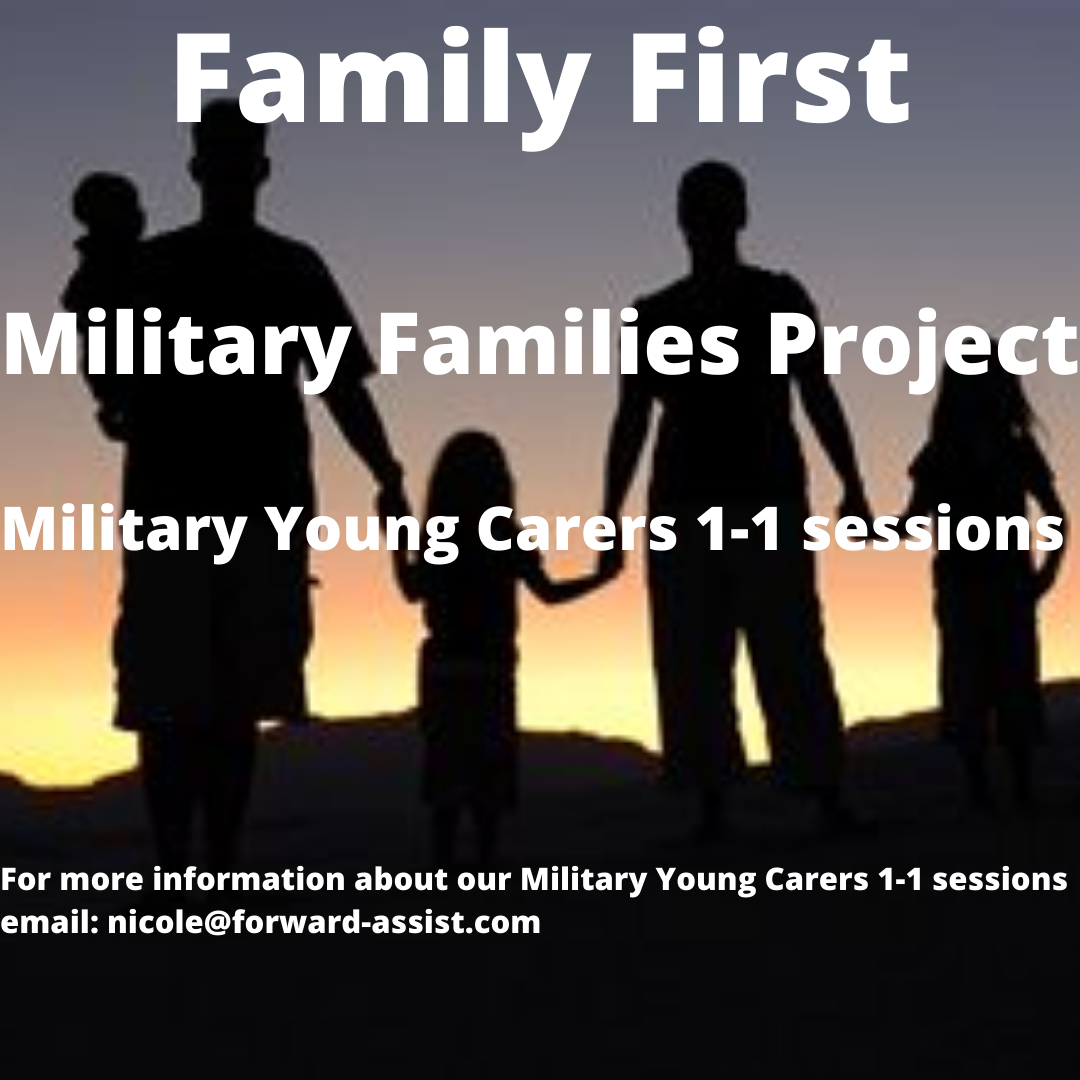 Family First
Military Families Project
Military Young Carers 1-1 sessions
For more information about our Military Young Carers 1-1 sessions
email: nicole@forward-assist.com